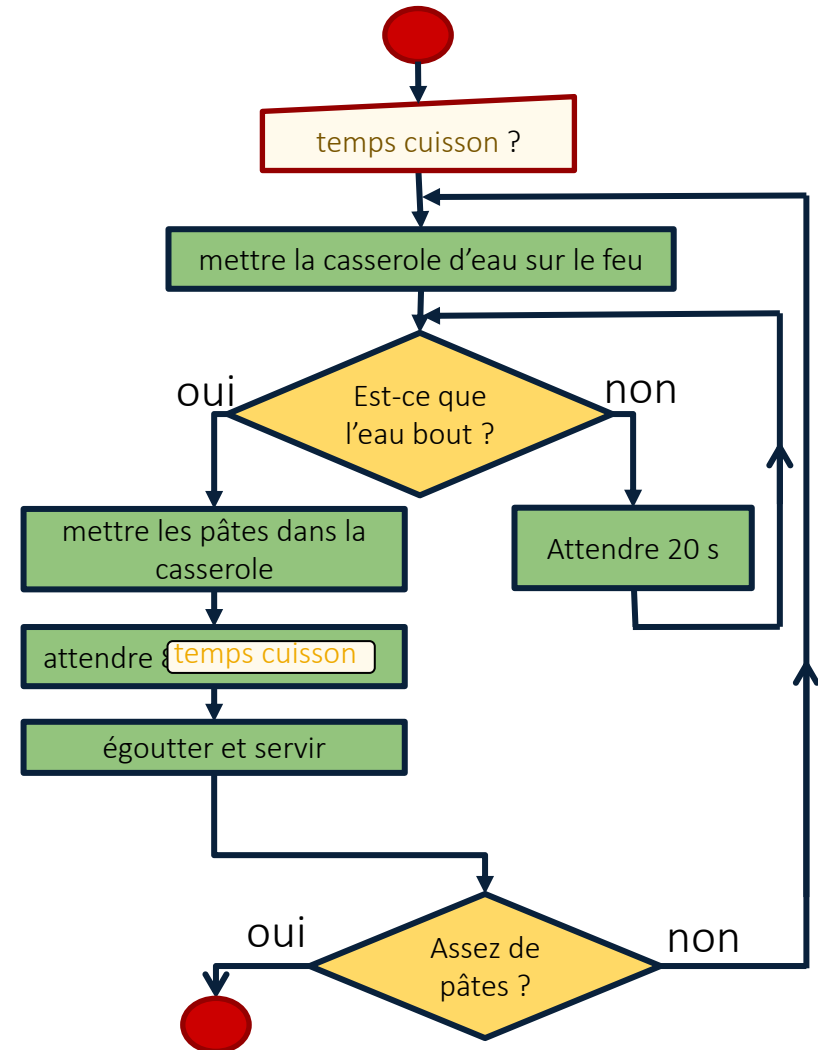 temps cuisson ?
mettre la casserole d'eau sur le feu
oui
non
Est-ce que
l'eau bout ?
mettre les pâtes dans la
casserole
Attendre 20 s
attendre temps cuisson
égoutter et servir
oui
non
Assez de
pâtes ?